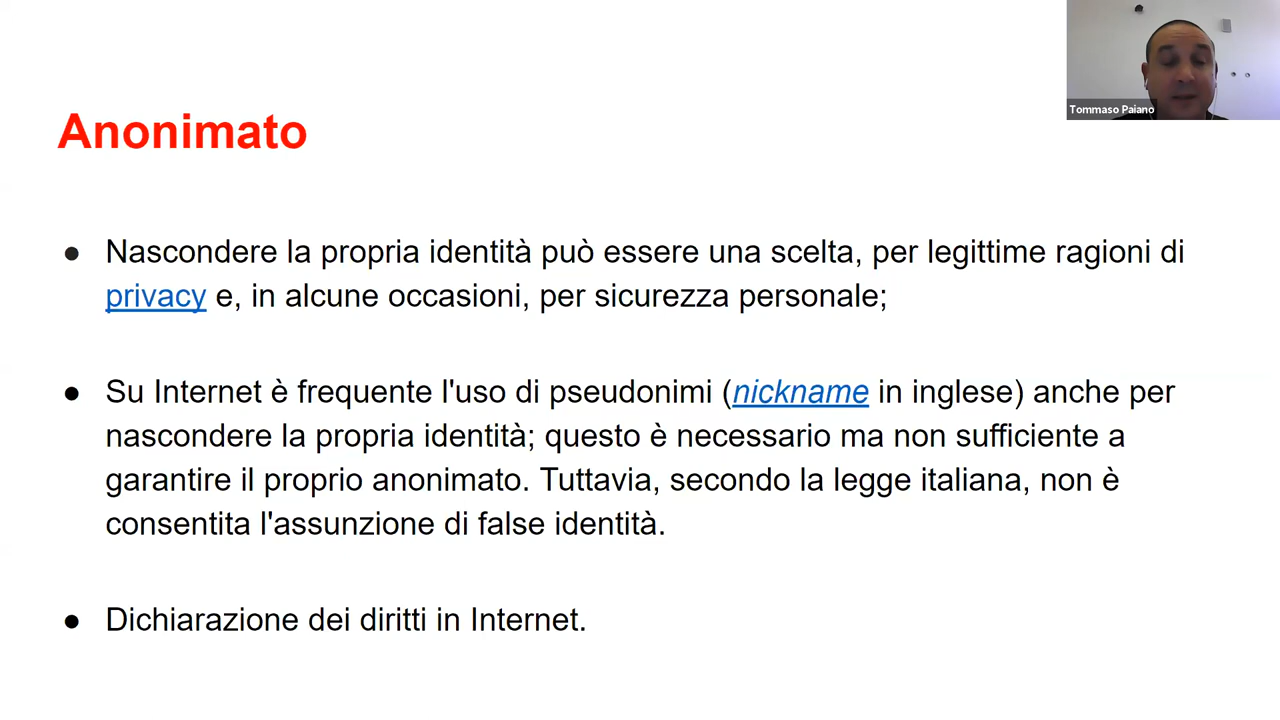 Tommaso Paiano
Anonimato
● Nascondere la propria identità può essere una scelta, per legittime ragioni di
privacy e, in alcune occasioni, per sicurezza personale;
● Su Internet è frequente l'uso di pseudonimi (nickname in inglese) anche per
nascondere la propria identità; questo è necessario ma non sufficiente a
garantire il proprio anonimato. Tuttavia, secondo la legge italiana, non è
consentita l'assunzione di false identità.
● Dichiarazione dei diritti in Internet.